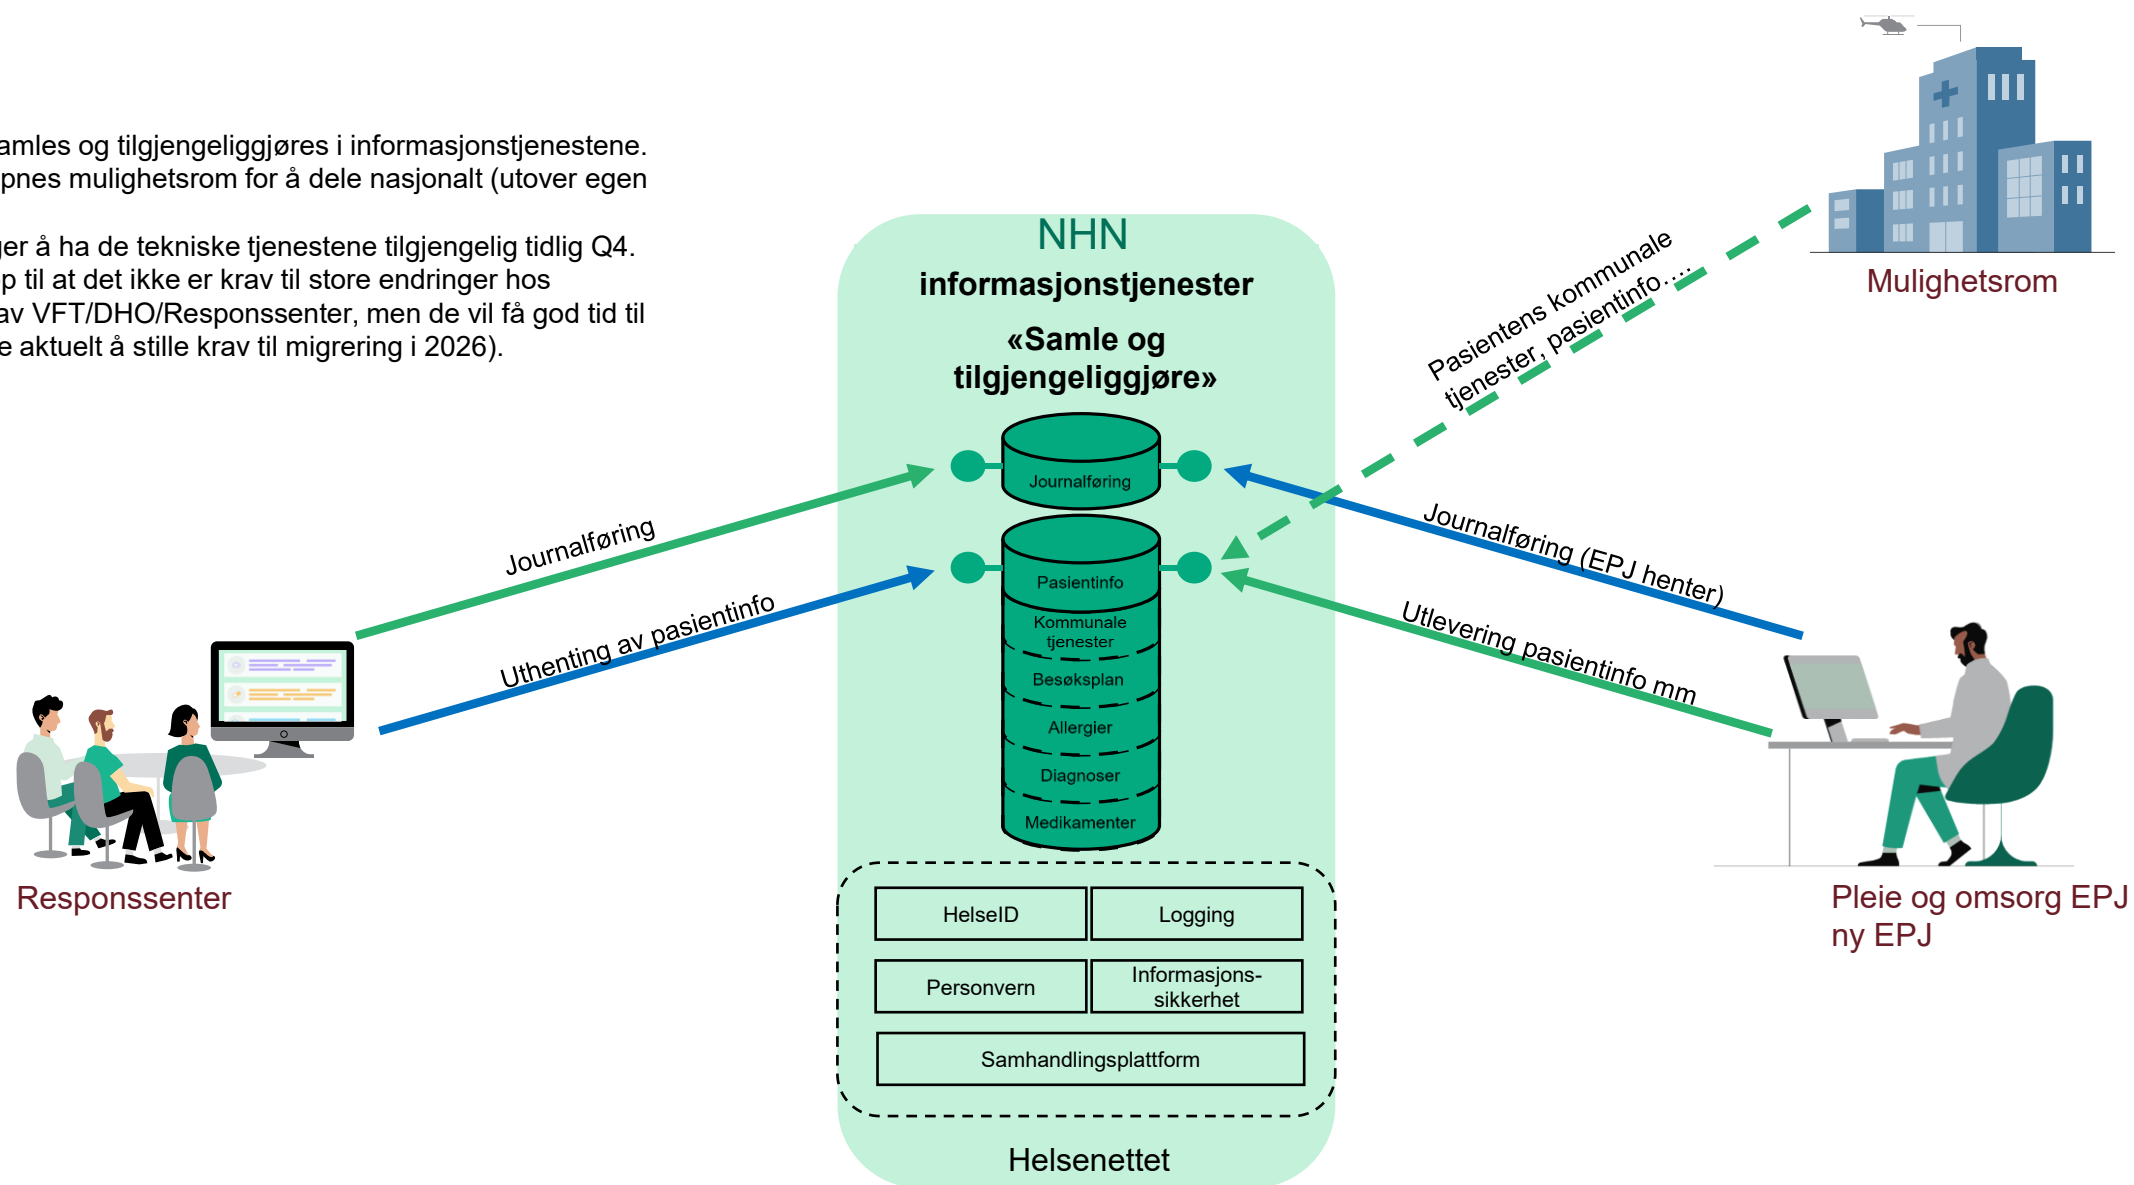 amles og tilgjengeliggjøres i informasjonstjenestene.
pnes mulighetsrom for å dele nasjonalt (utover egen
ger å ha de tekniske tjenestene tilgjengelig tidlig Q4.
op til at det ikke er krav til store endringer hos
av VFT/DHO/Responssenter, men de vil få god tid til
e aktuelt å stille krav til migrering i 2026).
NHN
informasjonstjenester
«Samle og
tilgjengeliggjøre»
Journalføring
Pasientinfo
Kommunale
tjenester
Besøksplan
Allergier
Diagnoser
Medikamenter
HelseID
Logging
Personvern
Informasjons-
sikkerhet
Samhandlingsplattform
Helsenettet
Journalføring
Uthenting av pasientinfo
Responssenter
Pasientens kommunale
tjenester, pasientinfo….
Mulighetsrom
Journalføring (EPJ henter)
Utlevering pasientinfo mm
Pleie og omsorg EPJ
ny EPJ